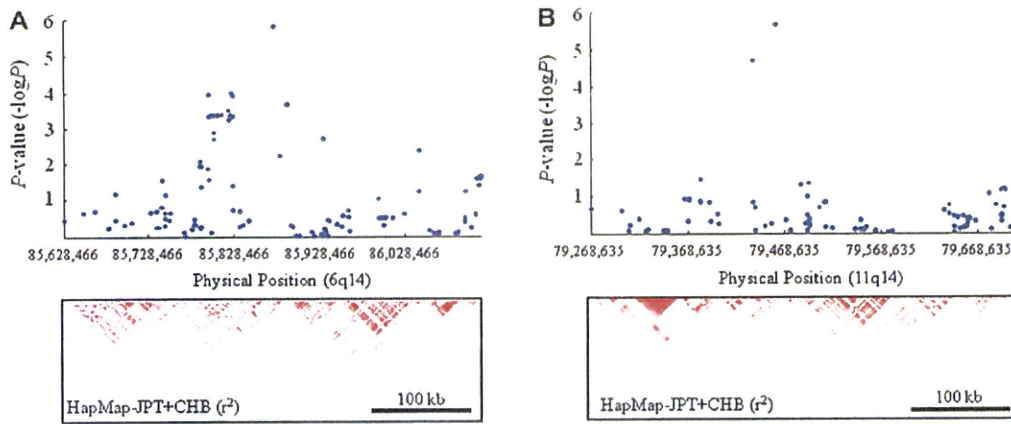 A
6
5
4
3
2
1
P-value (-logP)
85,628,466 85,728,466 85,828,466 85,928,466 86,028,466
Physical Position (6q14)
HapMap-JPT+CHB (r²)
100 kb
B
6
5
4
3
2
1
P-value (-logP)
79,268,635 79,368,635 79,468,635 79,568,635 79,668,635
Physical Position (11q14)
HapMap-JPT+CHB (r²)
100 kb